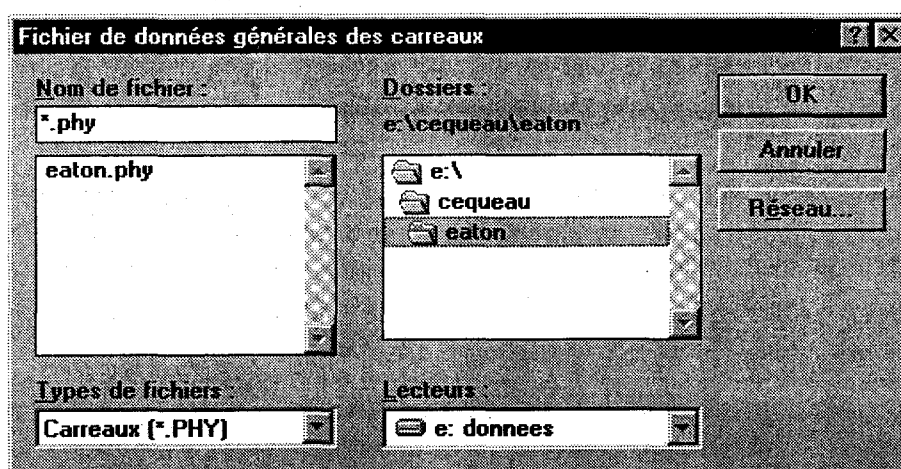 Fichier de données générales des carreaux
Nom de fichier :
*.phy
eaton.phy
Types de fichiers :
Carreaux (*.PHY)
Dossiers :
e:\cequeau\eaton
e:\
cequeau
eaton
Lecteurs :
e: donnees
OK
Annuler
Réseau...